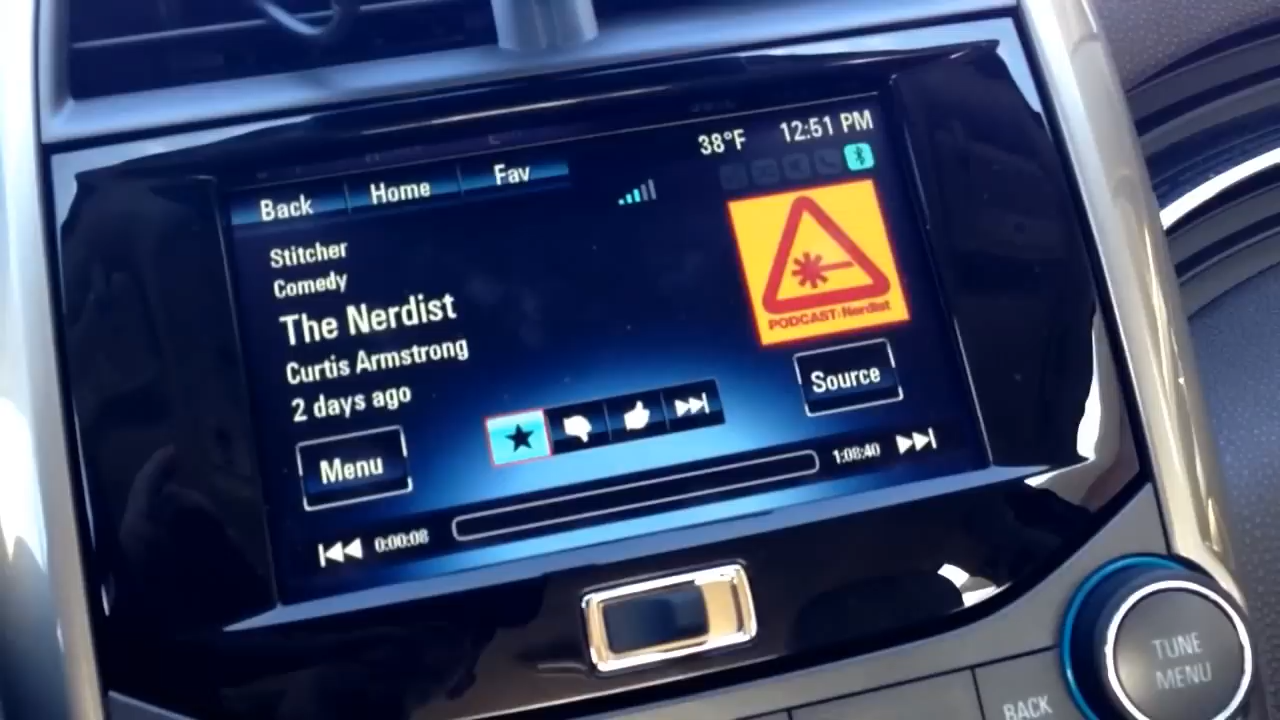 38°F 12:51 PM
Back Home Fav
Stitcher
Comedy
The Nerdist
Curtis Armstrong
2 days ago
PODCAST: Nerdist
Source
Menu
0:00:08
1:08:40
TUNE
MENU
BACK